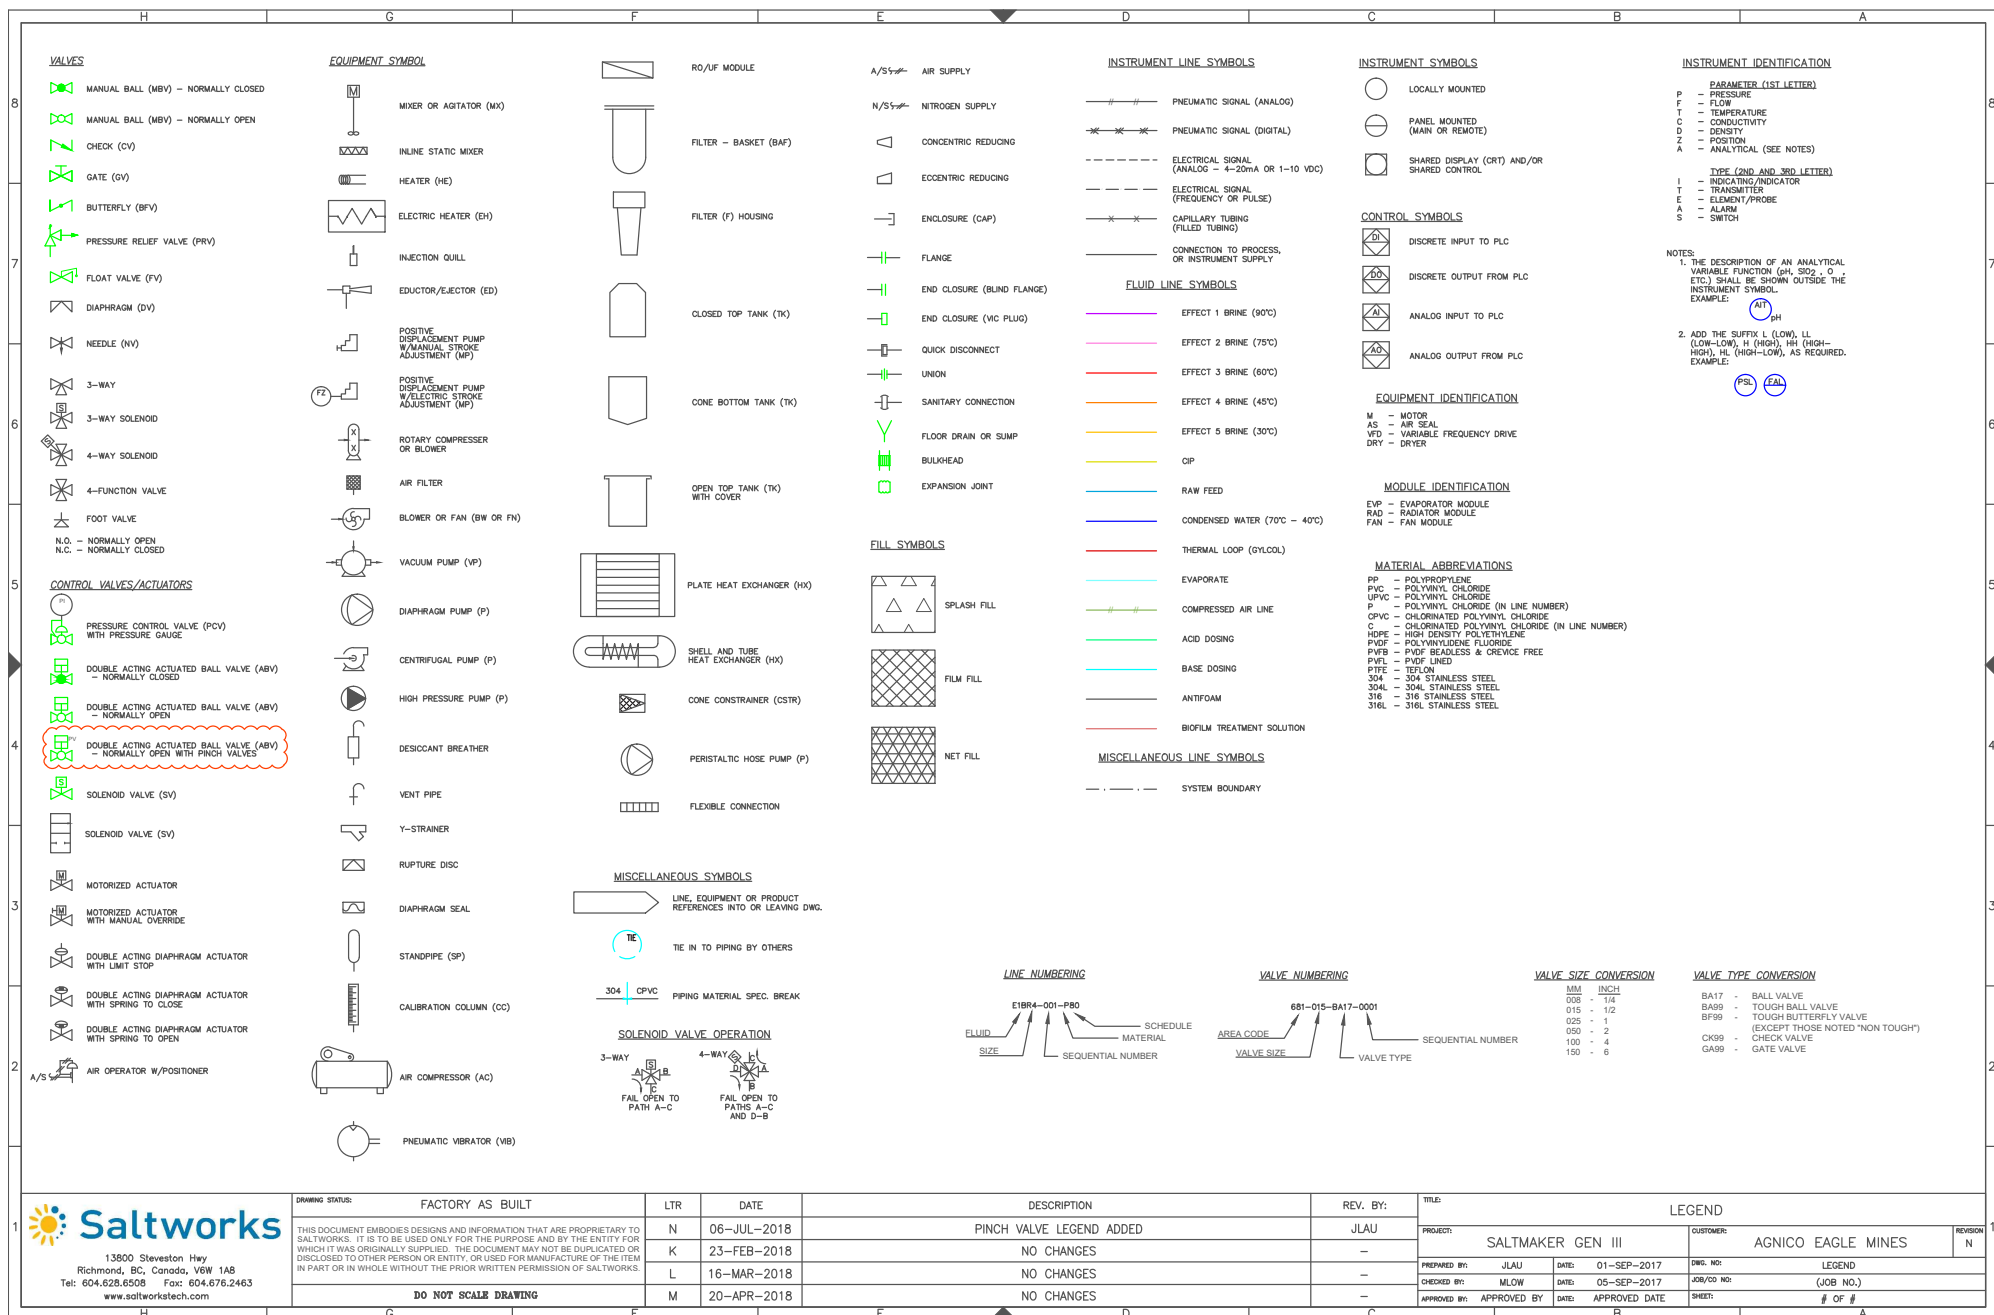 H G F E D C B A
8
7
6
5
4
3
2
1
VALVES
MANUAL BALL (MBV) – NORMALLY CLOSED
MANUAL BALL (MBV) – NORMALLY OPEN
CHECK (CV)
GATE (GV)
BUTTERFLY (BFV)
PRESSURE RELIEF VALVE (PRV)
FLOAT VALVE (FV)
DIAPHRAGM (DV)
NEEDLE (NV)
3–WAY
S
3–WAY SOLENOID
S
4–WAY SOLENOID
4–FUNCTION VALVE
FOOT VALVE
N.O. – NORMALLY OPEN
N.C. – NORMALLY CLOSED
CONTROL VALVES/ACTUATORS
PI
PRESSURE CONTROL VALVE (PCV)
WITH PRESSURE GAUGE
DOUBLE ACTING ACTUATED BALL VALVE (ABV)
– NORMALLY CLOSED
DOUBLE ACTING ACTUATED BALL VALVE (ABV)
– NORMALLY OPEN
PV
DOUBLE ACTING ACTUATED BALL VALVE (ABV)
– NORMALLY OPEN WITH PINCH VALVES
S
SOLENOID VALVE (SV)
SOLENOID VALVE (SV)
M
MOTORIZED ACTUATOR
M
MOTORIZED ACTUATOR
WITH MANUAL OVERRIDE
DOUBLE ACTING DIAPHRAGM ACTUATOR
WITH LIMIT STOP
DOUBLE ACTING DIAPHRAGM ACTUATOR
WITH SPRING TO CLOSE
DOUBLE ACTING DIAPHRAGM ACTUATOR
WITH SPRING TO OPEN
A/S
AIR OPERATOR W/POSITIONER
EQUIPMENT SYMBOL
M
MIXER OR AGITATOR (MX)
INLINE STATIC MIXER
HEATER (HE)
ELECTRIC HEATER (EH)
INJECTION QUILL
EDUCTOR/EJECTOR (ED)
POSITIVE
DISPLACEMENT PUMP
W/MANUAL STROKE
ADJUSTMENT (MP)
FZ
POSITIVE
DISPLACEMENT PUMP
W/ELECTRIC STROKE
ADJUSTMENT (MP)
X
X
ROTARY COMPRESSER
OR BLOWER
AIR FILTER
BLOWER OR FAN (BW OR FN)
VACUUM PUMP (VP)
DIAPHRAGM PUMP (P)
CENTRIFUGAL PUMP (P)
HIGH PRESSURE PUMP (P)
DESICCANT BREATHER
VENT PIPE
Y–STRAINER
RUPTURE DISC
DIAPHRAGM SEAL
STANDPIPE (SP)
CALIBRATION COLUMN (CC)
AIR COMPRESSOR (AC)
PNEUMATIC VIBRATOR (VIB)
RO/UF MODULE
FILTER – BASKET (BAF)
FILTER (F) HOUSING
CLOSED TOP TANK (TK)
CONE BOTTOM TANK (TK)
OPEN TOP TANK (TK)
WITH COVER
PLATE HEAT EXCHANGER (HX)
SHELL AND TUBE
HEAT EXCHANGER (HX)
CONE CONSTRAINER (CSTR)
PERISTALTIC HOSE PUMP (P)
FLEXIBLE CONNECTION
MISCELLANEOUS SYMBOLS
LINE, EQUIPMENT OR PRODUCT
REFERENCES INTO OR LEAVING DWG.
TIE
TIE IN TO PIPING BY OTHERS
304 CPVC
PIPING MATERIAL SPEC. BREAK
SOLENOID VALVE OPERATION
3–WAY
S
A B
C
FAIL OPEN TO
PATH A–C
4–WAY
S
C
D A
B
FAIL OPEN TO
PATHS A–C
AND D–B
A/S
AIR SUPPLY
N/S
NITROGEN SUPPLY
CONCENTRIC REDUCING
ECCENTRIC REDUCING
ENCLOSURE (CAP)
FLANGE
END CLOSURE (BLIND FLANGE)
END CLOSURE (VIC PLUG)
QUICK DISCONNECT
UNION
SANITARY CONNECTION
FLOOR DRAIN OR SUMP
BULKHEAD
EXPANSION JOINT
FILL SYMBOLS
SPLASH FILL
FILM FILL
NET FILL
INSTRUMENT LINE SYMBOLS
PNEUMATIC SIGNAL (ANALOG)
PNEUMATIC SIGNAL (DIGITAL)
ELECTRICAL SIGNAL
(ANALOG – 4–20mA OR 1–10 VDC)
ELECTRICAL SIGNAL
(FREQUENCY OR PULSE)
CAPILLARY TUBING
(FILLED TUBING)
CONNECTION TO PROCESS,
OR INSTRUMENT SUPPLY
FLUID LINE SYMBOLS
EFFECT 1 BRINE (90°C)
EFFECT 2 BRINE (75°C)
EFFECT 3 BRINE (60°C)
EFFECT 4 BRINE (45°C)
EFFECT 5 BRINE (30°C)
CIP
RAW FEED
CONDENSED WATER (70°C – 40°C)
THERMAL LOOP (GYLCOL)
EVAPORATE
COMPRESSED AIR LINE
ACID DOSING
BASE DOSING
ANTIFOAM
BIOFILM TREATMENT SOLUTION
MISCELLANEOUS LINE SYMBOLS
SYSTEM BOUNDARY
INSTRUMENT SYMBOLS
LOCALLY MOUNTED
PANEL MOUNTED
(MAIN OR REMOTE)
SHARED DISPLAY (CRT) AND/OR
SHARED CONTROL
CONTROL SYMBOLS
DI
DISCRETE INPUT TO PLC
DO
DISCRETE OUTPUT FROM PLC
AI
ANALOG INPUT TO PLC
AO
ANALOG OUTPUT FROM PLC
EQUIPMENT IDENTIFICATION
M – MOTOR
AS – AIR SEAL
VFD – VARIABLE FREQUENCY DRIVE
DRY – DRYER
MODULE IDENTIFICATION
EVP – EVAPORATOR MODULE
RAD – RADIATOR MODULE
FAN – FAN MODULE
MATERIAL ABBREVIATIONS
PP – POLYPROPYLENE
PVC – POLYVINYL CHLORIDE
UPVC – POLYVINYL CHLORIDE
P – POLYVINYL CHLORIDE (IN LINE NUMBER)
CPVC – CHLORINATED POLYVINYL CHLORIDE
C – CHLORINATED POLYVINYL CHLORIDE (IN LINE NUMBER)
HDPE – HIGH DENSITY POLYETHYLENE
PVDF – POLYVINYLIDENE FLUORIDE
PVFB – PVDF BEADLESS & CREVICE FREE
PVFL – PVDF LINED
PTFE – TEFLON
304 – 304 STAINLESS STEEL
304L – 304L STAINLESS STEEL
316 – 316 STAINLESS STEEL
316L – 316L STAINLESS STEEL
INSTRUMENT IDENTIFICATION
PARAMETER (1ST LETTER)
P – PRESSURE
F – FLOW
T – TEMPERATURE
C – CONDUCTIVITY
D – DENSITY
Z – POSITION
A – ANALYTICAL (SEE NOTES)
TYPE (2ND AND 3RD LETTER)
I – INDICATING/INDICATOR
T – TRANSMITTER
E – ELEMENT/PROBE
A – ALARM
S – SWITCH
NOTES:
1. THE DESCRIPTION OF AN ANALYTICAL
VARIABLE FUNCTION (pH, SIO2 , O ,
ETC.) SHALL BE SHOWN OUTSIDE THE
INSTRUMENT SYMBOL.
EXAMPLE:
AIT
pH
2. ADD THE SUFFIX L (LOW), LL
(LOW–LOW), H (HIGH), HH (HIGH–
HIGH), HL (HIGH–LOW), AS REQUIRED.
EXAMPLE:
PSL FAL
LINE NUMBERING
E1BR4–001–P80
FLUID
SIZE
SCHEDULE
MATERIAL
SEQUENTIAL NUMBER
VALVE NUMBERING
681–015–BA17–0001
AREA CODE
VALVE SIZE
SEQUENTIAL NUMBER
VALVE TYPE
VALVE SIZE CONVERSION
MM INCH
008 - 1/4
015 - 1/2
025 - 1
050 - 2
100 - 4
150 - 6
VALVE TYPE CONVERSION
BA17 - BALL VALVE
BA99 - TOUGH BALL VALVE
BF99 - TOUGH BUTTERFLY VALVE
(EXCEPT THOSE NOTED "NON TOUGH")
CK99 - CHECK VALVE
GA99 - GATE VALVE
Saltworks
13800 Steveston Hwy
Richmond, BC, Canada, V6W 1A8
Tel: 604.628.6508 Fax: 604.676.2463
www.saltworkstech.com
DRAWING STATUS:
FACTORY AS BUILT
THIS DOCUMENT EMBODIES DESIGNS AND INFORMATION THAT ARE PROPRIETARY TO
SALTWORKS. IT IS TO BE USED ONLY FOR THE PURPOSE AND BY THE ENTITY FOR
WHICH IT WAS ORIGINALLY SUPPLIED. THE DOCUMENT MAY NOT BE DUPLICATED OR
DISCLOSED TO OTHER PERSON OR ENTITY, OR USED FOR MANUFACTURE OF THE ITEM
IN PART OR IN WHOLE WITHOUT THE PRIOR WRITTEN PERMISSION OF SALTWORKS.
DO NOT SCALE DRAWING
LTR DATE DESCRIPTION REV. BY:
N 06–JUL–2018 PINCH VALVE LEGEND ADDED JLAU
K 23–FEB–2018 NO CHANGES –
L 16–MAR–2018 NO CHANGES –
M 20–APR–2018 NO CHANGES –
TITLE:
LEGEND
PROJECT:
SALTMAKER GEN III
CUSTOMER:
AGNICO EAGLE MINES
REVISION
N
PREPARED BY: JLAU DATE: 01–SEP–2017 DWG. NO: LEGEND
CHECKED BY: MLOW DATE: 05–SEP–2017 JOB/CO NO: (JOB NO.)
APPROVED BY: APPROVED BY DATE: APPROVED DATE SHEET: # OF #
8
7
6
5
4
3
2
1
H G F E D C B A